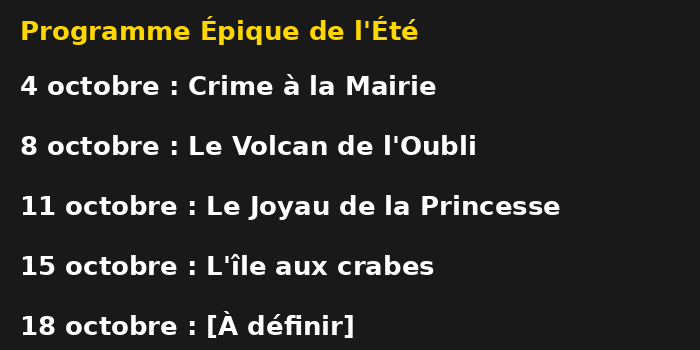 Programme Épique de l'Été
4 octobre : Crime à la Mairie
8 octobre : Le Volcan de l'Oubli
11 octobre : Le Joyau de la Princesse
15 octobre : L'île aux crabes
18 octobre : [À définir]